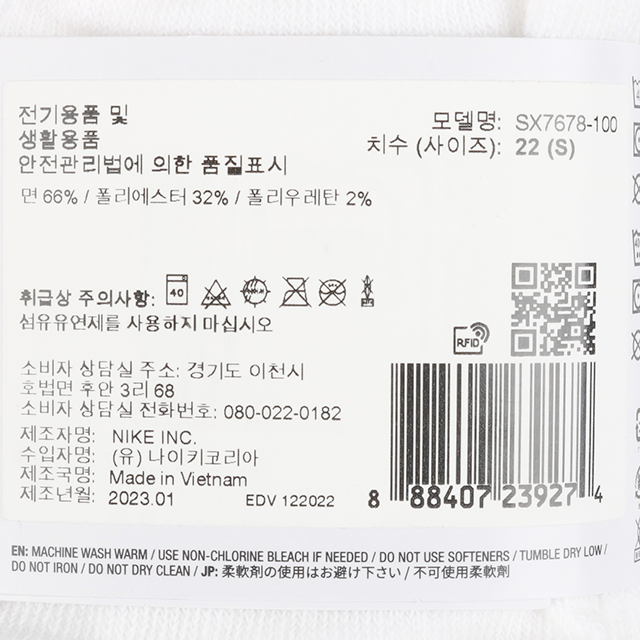 전기용품 및
생활용품
안전관리법에 의한 품질표시
면 66% / 폴리에스터 32% / 폴리우레탄 2%
모델명: SX7678-100
치수 (사이즈): 22 (S)
취급상 주의사항: 40
섬유유연제를 사용하지 마십시오
RFID
소비자 상담실 주소: 경기도 이천시
호법면 후안 3리 68
소비자 상담실 전화번호: 080-022-0182
제조자명: NIKE INC.
수입자명: (유) 나이키코리아
제조국명: Made in Vietnam
제조년월: 2023.01
EDV 122022
8 88407 23927 4
EN: MACHINE WASH WARM / USE NON-CHLORINE BLEACH IF NEEDED / DO NOT USE SOFTENERS / TUMBLE DRY LOW /
DO NOT IRON / DO NOT DRY CLEAN / JP: 柔軟剤の使用はお避け下さい / 不可使用柔軟劑